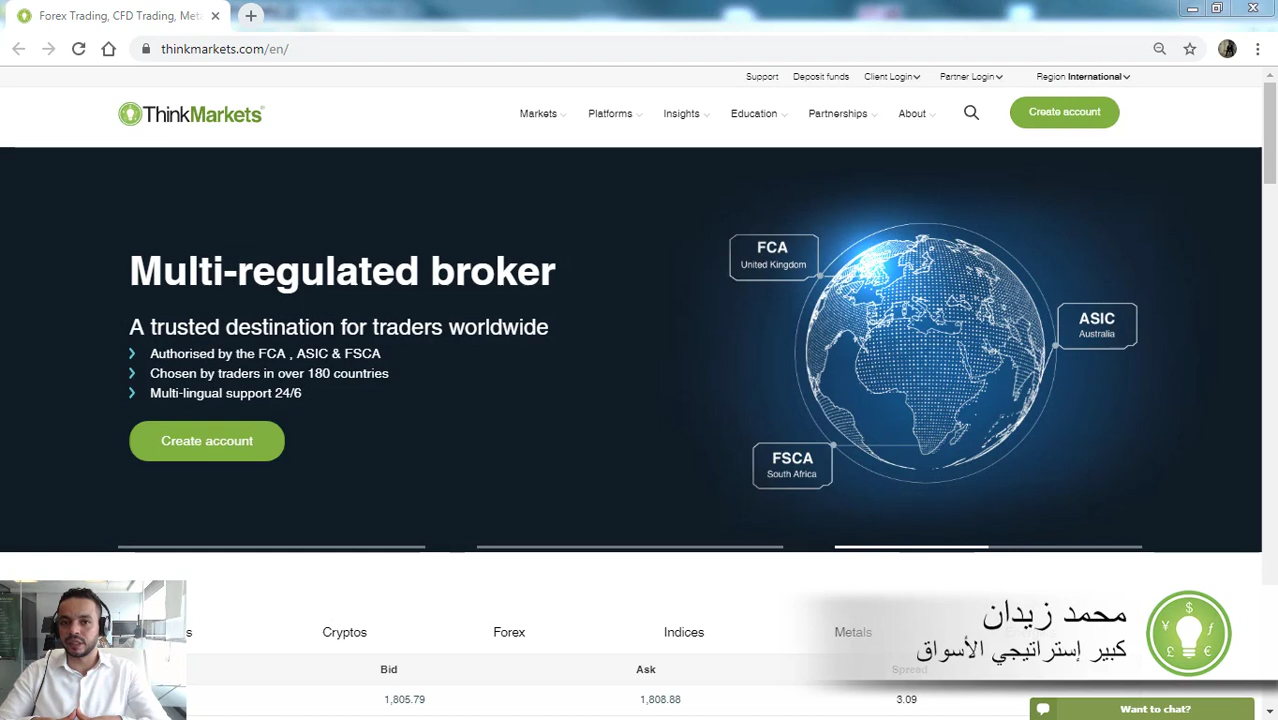 Forex Trading, CFD Trading, Meta
thinkmarkets.com/en/
Support Deposit funds Client Login Partner Login Region International
ThinkMarkets
Markets Platforms Insights Education Partnerships About Create account
Multi-regulated broker
A trusted destination for traders worldwide
Authorised by the FCA , ASIC & FSCA
Chosen by traders in over 180 countries
Multi-lingual support 24/6
Create account
FCA
United Kingdom
ASIC
Australia
FSCA
South Africa
Cryptos Forex Indices Metals
Bid Ask Spread
1,805.79 1,808.88 3.09
محمد زيدان
كبير إستراتيجي الأسواق
Want to chat?